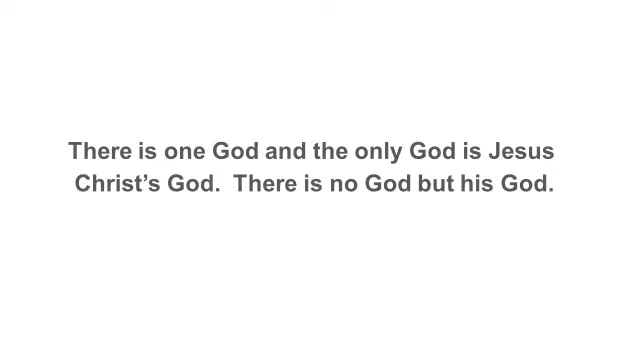 There is one God and the only God is Jesus
Christ’s God.  There is no God but his God.